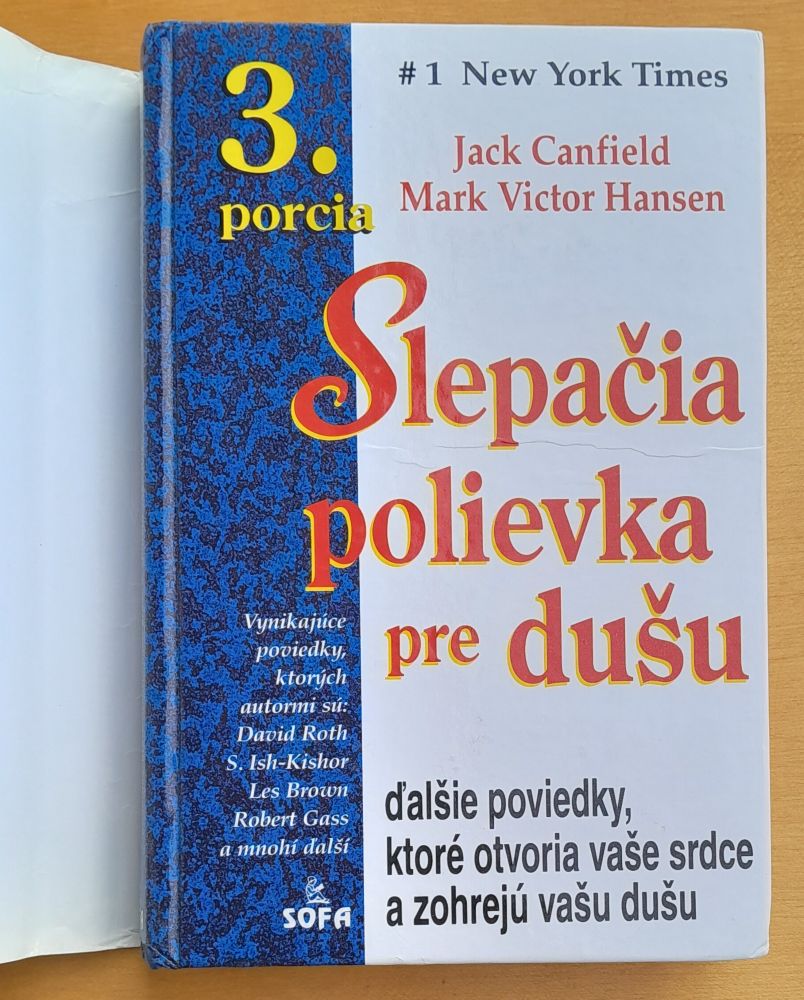 3.
porcia
# 1 New York Times
Jack Canfield
Mark Victor Hansen
Slepačia
polievka
pre dušu
Vynikajúce
poviedky,
ktorých
autormi sú:
David Roth
S. Ish-Kishor
Les Brown
Robert Gass
a mnohí ďalší
SOFA
ďalšie poviedky,
ktoré otvoria vaše srdce
a zohrejú vašu dušu